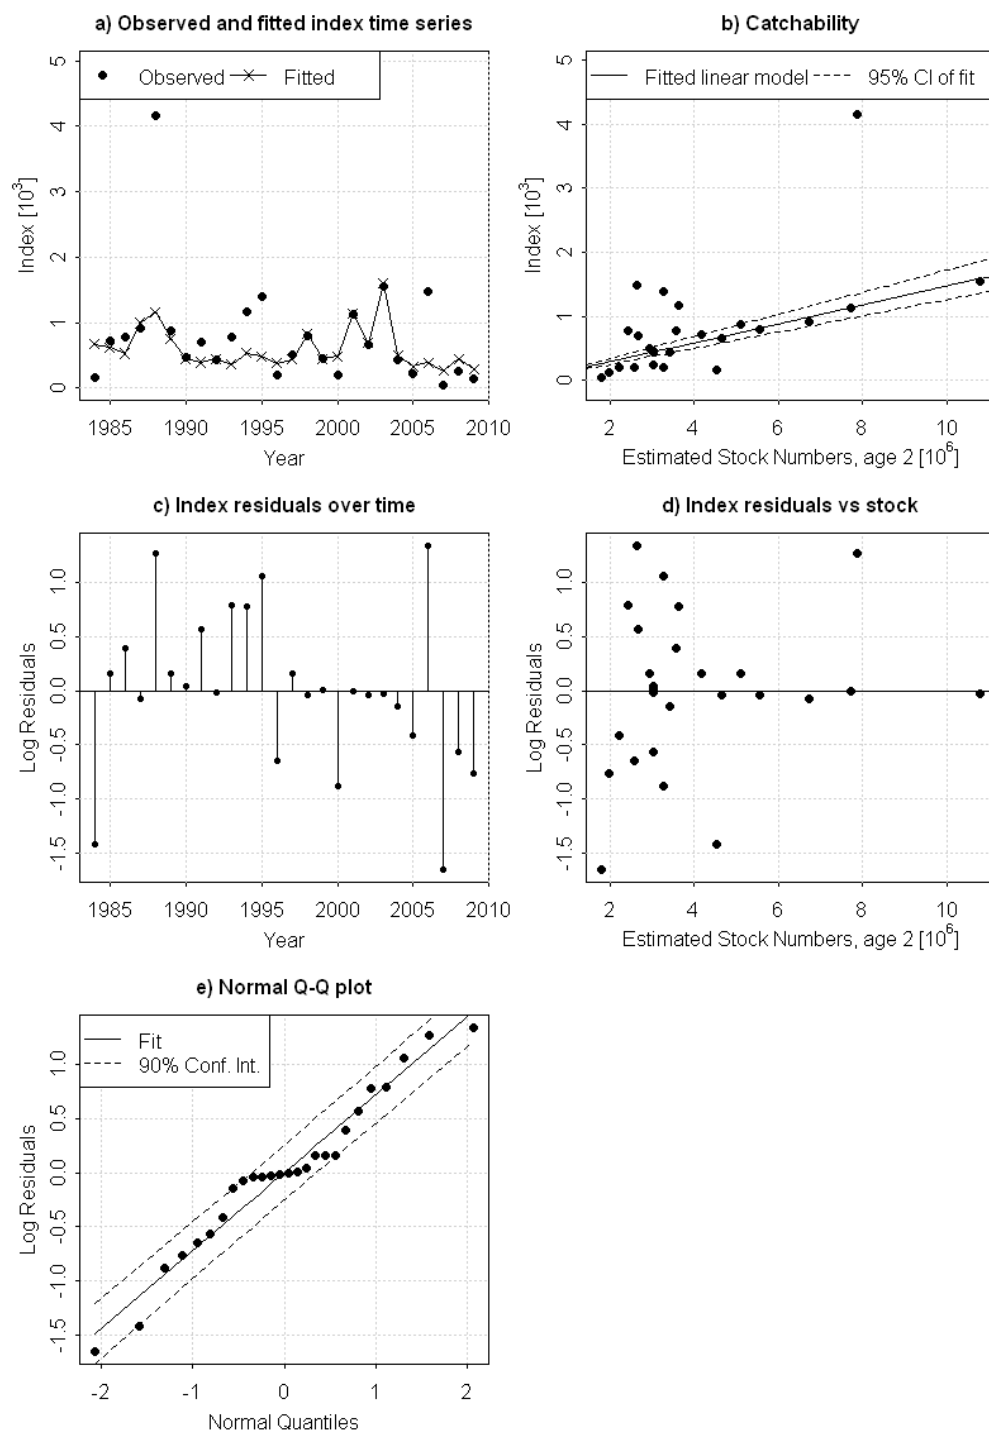 a) Observed and fitted index time series
Observed Fitted
Index [10³]
0 1 2 3 4 5
1985 1990 1995 2000 2005 2010
Year
b) Catchability
Fitted linear model 95% CI of fit
Index [10³]
0 1 2 3 4 5
2 4 6 8 10
Estimated Stock Numbers, age 2 [10⁶]
c) Index residuals over time
Log Residuals
-1.5 -1.0 -0.5 0.0 0.5 1.0
1985 1990 1995 2000 2005 2010
Year
d) Index residuals vs stock
Log Residuals
-1.5 -1.0 -0.5 0.0 0.5 1.0
2 4 6 8 10
Estimated Stock Numbers, age 2 [10⁶]
e) Normal Q-Q plot
Fit
90% Conf. Int.
Log Residuals
-1.5 -1.0 -0.5 0.0 0.5 1.0
-2 -1 0 1 2
Normal Quantiles